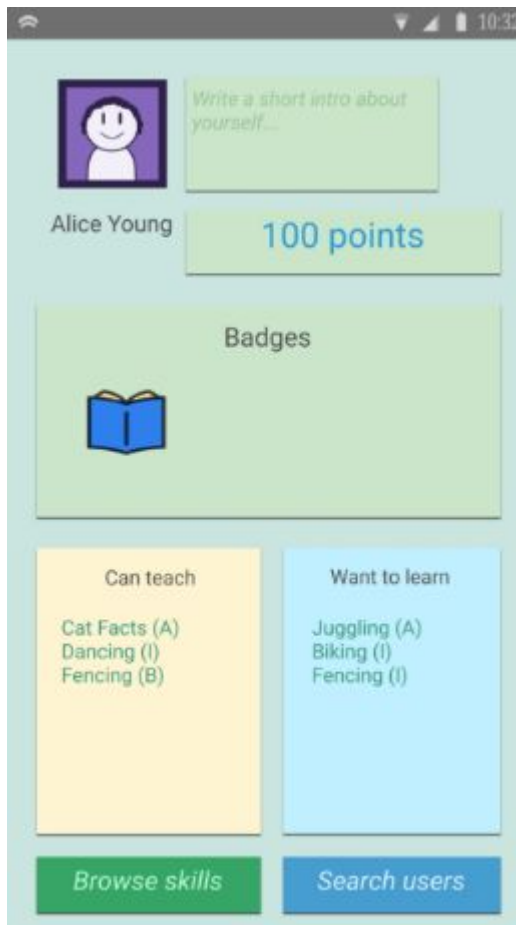 10:32
Write a short intro about
yourself...
Alice Young
100 points
Badges
Can teach
Cat Facts (A)
Dancing (I)
Fencing (B)
Want to learn
Juggling (A)
Biking (I)
Fencing (I)
Browse skills
Search users